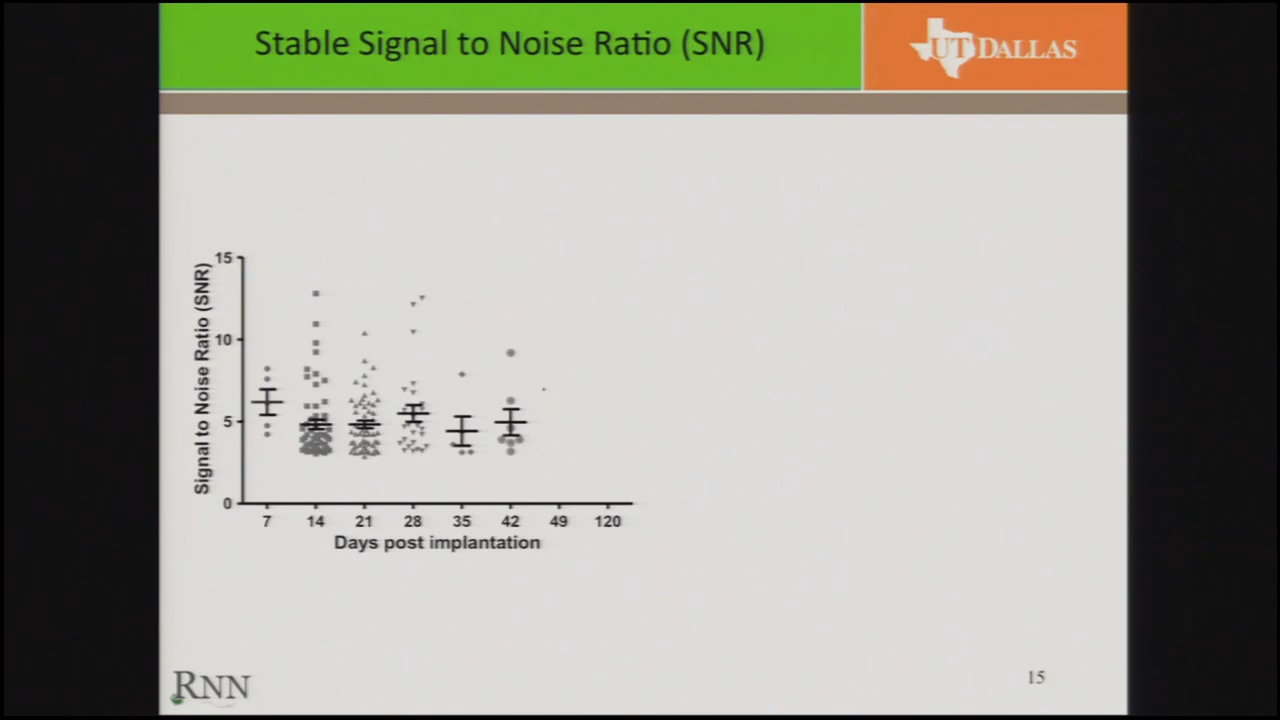 Stable Signal to Noise Ratio (SNR)
UT DALLAS
Signal to Noise Ratio (SNR)
15
10
5
0
7 14 21 28 35 42 49 120
Days post implantation
RNN
15